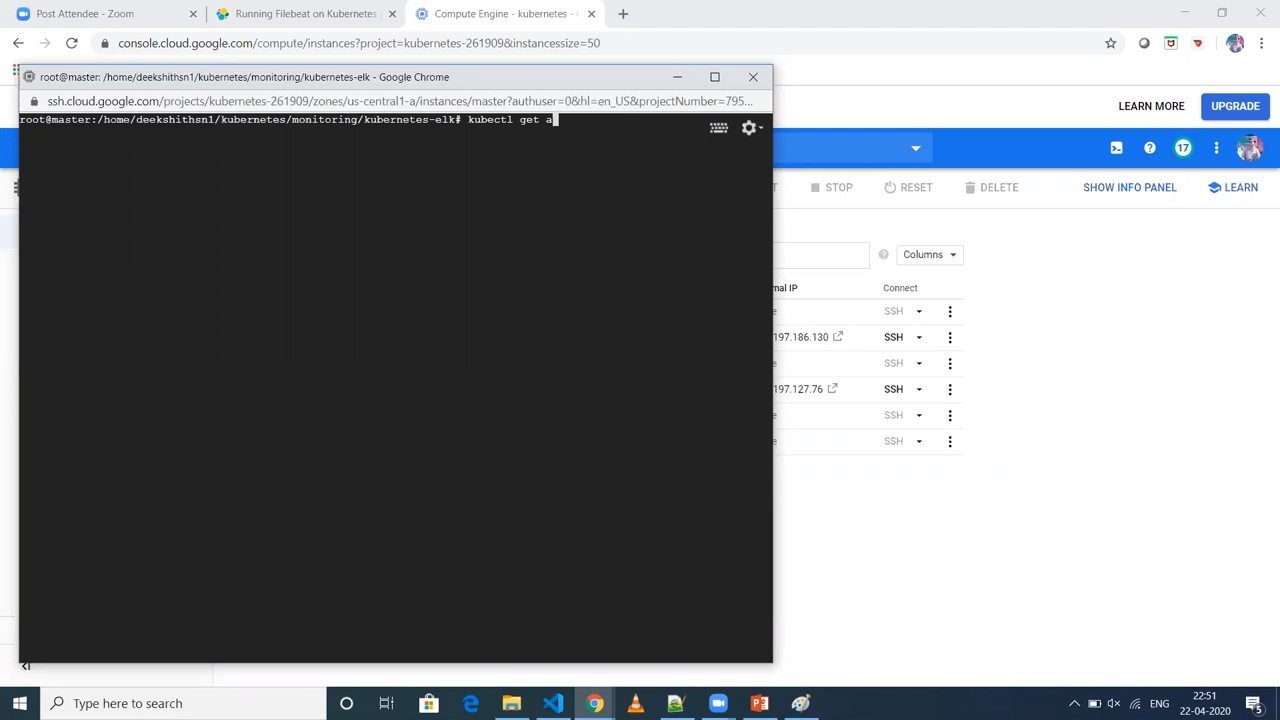 Post Attendee - Zoom
Running Filebeat on Kubernetes
Compute Engine - kubernetes -
console.cloud.google.com/compute/instances?project=kubernetes-261909&instancessize=50
root@master: /home/deekshithsn1/kubernetes/monitoring/kubernetes-elk - Google Chrome
ssh.cloud.google.com/projects/kubernetes-261909/zones/us-central1-a/instances/master?authuser=0&hl=en_US&projectNumber=795...
LEARN MORE
UPGRADE
root@master:/home/deekshithsn1/kubernetes/monitoring/kubernetes-elk# kubectl get a
17
STOP
RESET
DELETE
SHOW INFO PANEL
LEARN
Columns
nal IP
Connect
SSH
197.186.130
SSH
SSH
197.127.76
SSH
SSH
SSH
Type here to search
ENG
22:51
22-04-2020
5